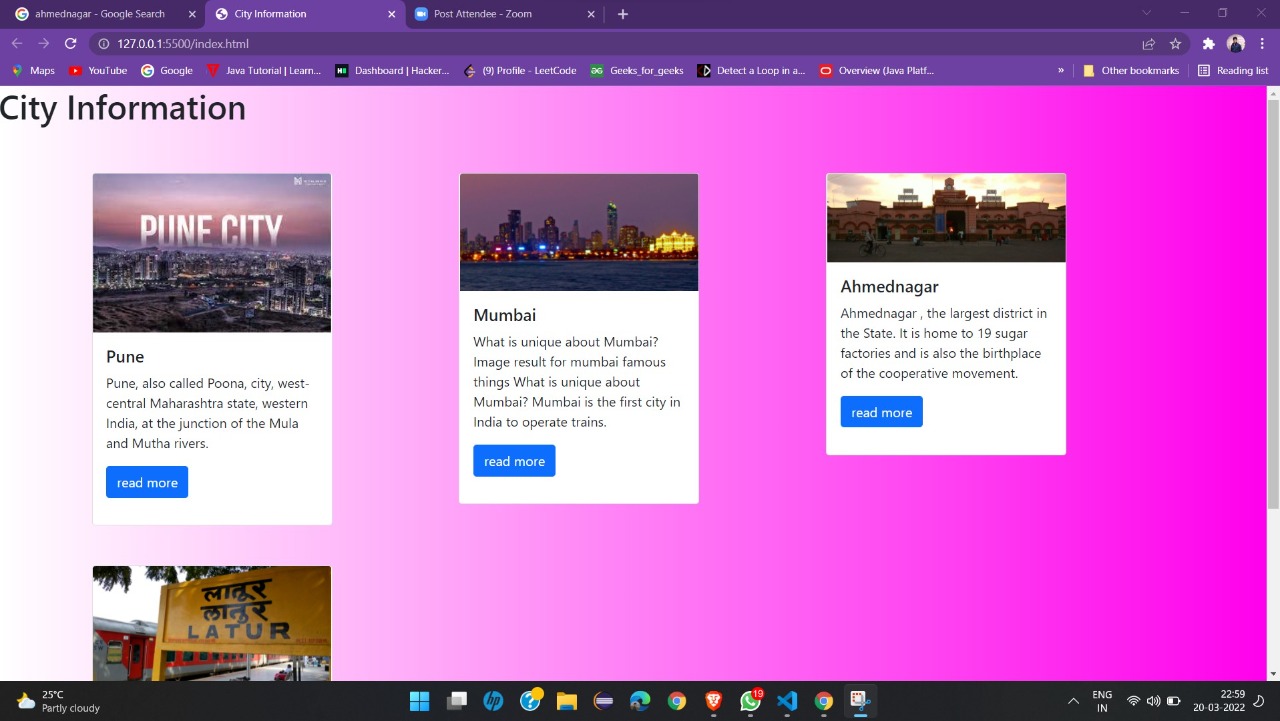 ahmednagar - Google Search
City Information
Post Attendee - Zoom
127.0.0.1:5500/index.html
Maps
YouTube
Google
Java Tutorial | Learn...
Dashboard | Hacker...
(9) Profile - LeetCode
Geeks_for_geeks
Detect a Loop in a...
Overview (Java Platf...
»
Other bookmarks
Reading list
City Information
PUNE CITY
Pune
Pune, also called Poona, city, west-
central Maharashtra state, western
India, at the junction of the Mula
and Mutha rivers.
read more
Mumbai
What is unique about Mumbai?
Image result for mumbai famous
things What is unique about
Mumbai? Mumbai is the first city in
India to operate trains.
read more
Ahmednagar
Ahmednagar , the largest district in
the State. It is home to 19 sugar
factories and is also the birthplace
of the cooperative movement.
read more
लातूर
लातुर
LATUR
25°C
Partly cloudy
hp
19
ENG
IN
22:59
20-03-2022